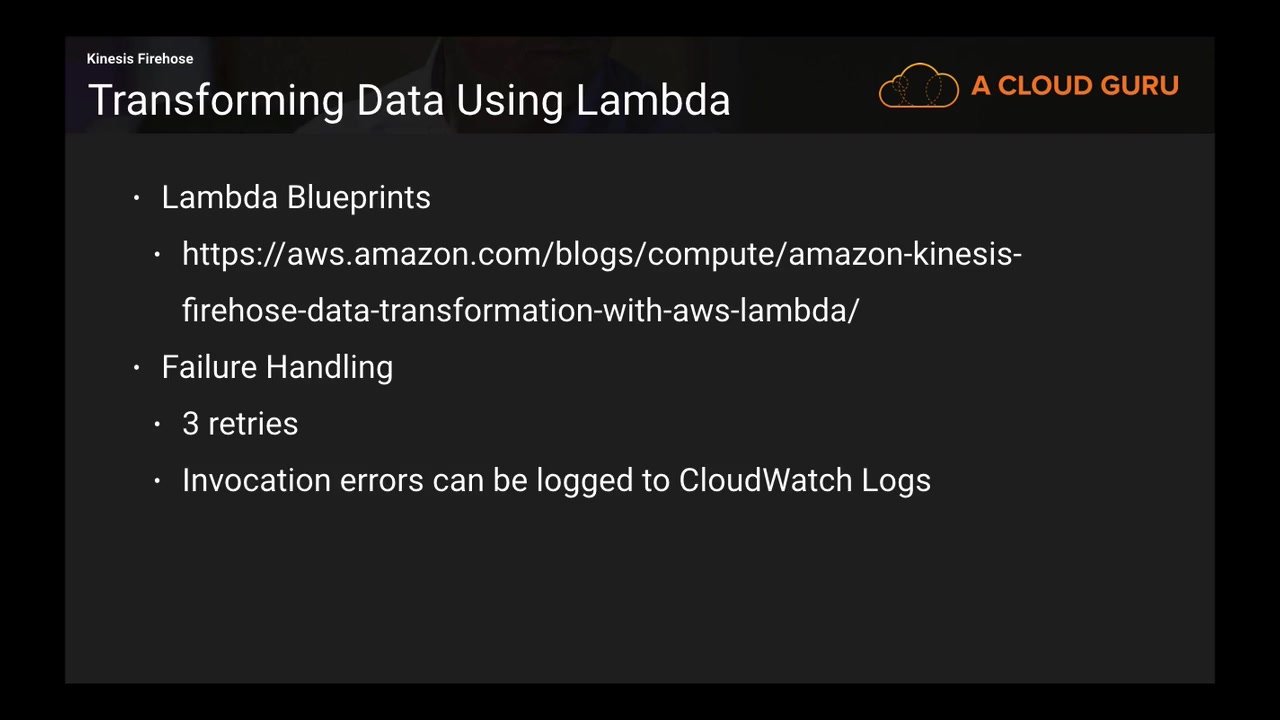 Kinesis Firehose
Transforming Data Using Lambda
A CLOUD GURU
· Lambda Blueprints
· https://aws.amazon.com/blogs/compute/amazon-kinesis-
firehose-data-transformation-with-aws-lambda/
· Failure Handling
· 3 retries
· Invocation errors can be logged to CloudWatch Logs